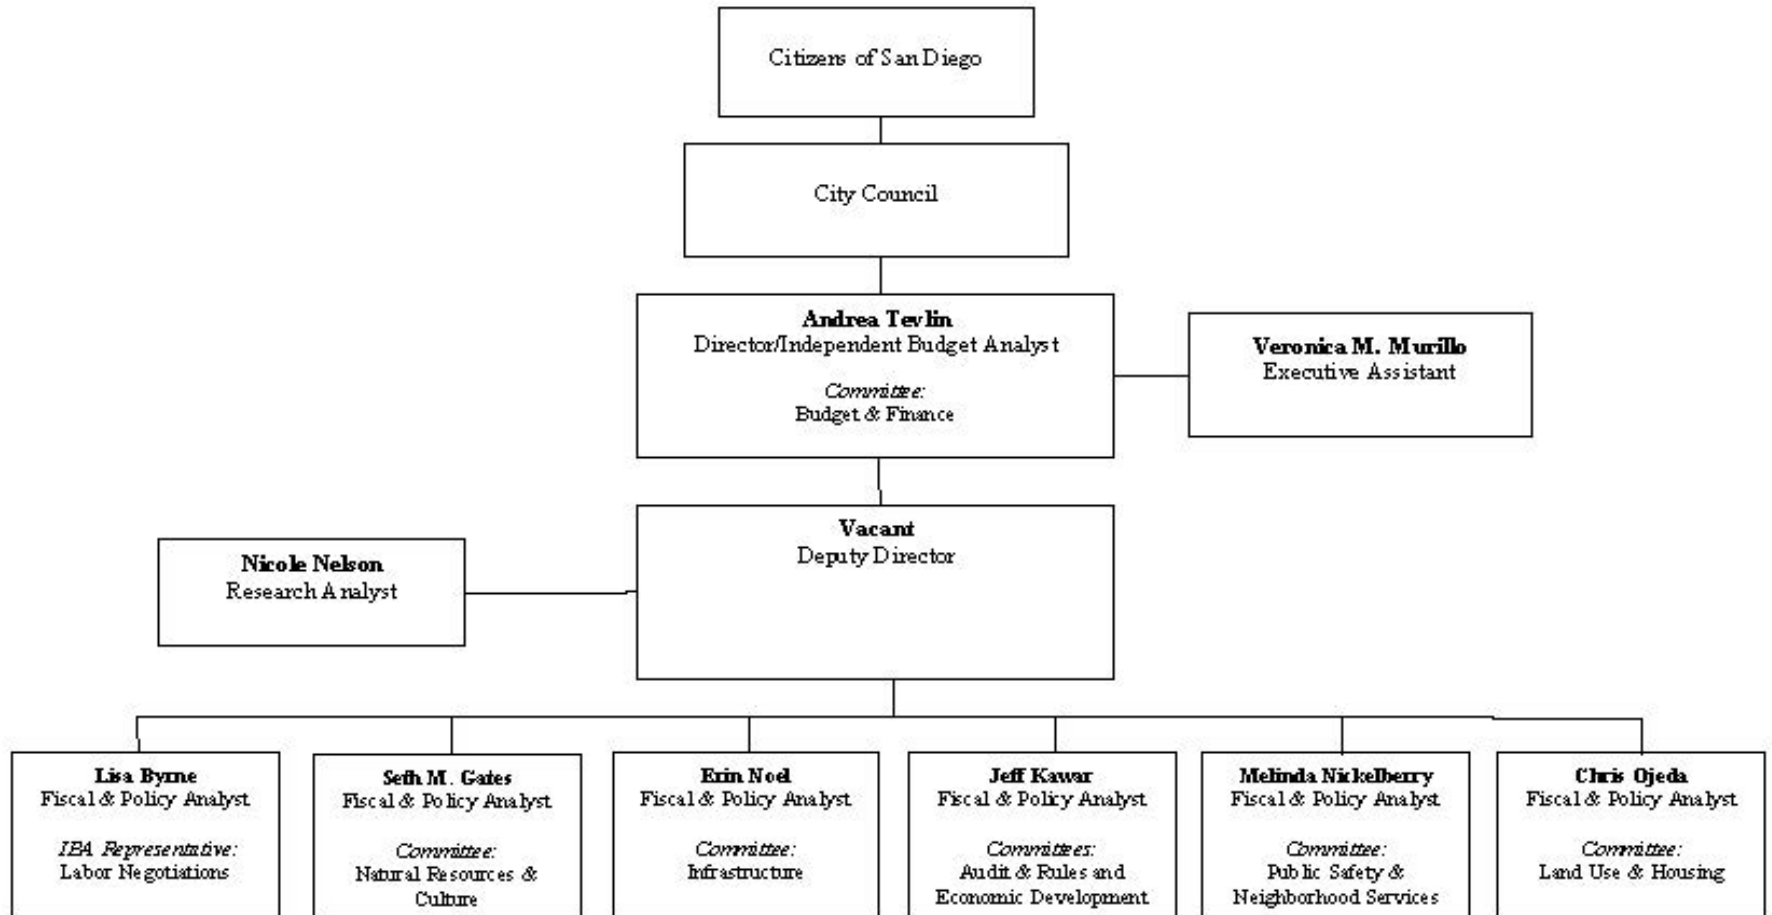 Citizens of San Diego
City Council
Andrea Tevlin
Director/Independent Budget Analyst
Committee:
Budget & Finance
Veronica M. Murillo
Executive Assistant
Vacant
Deputy Director
Nicole Nelson
Research Analyst
Lisa Byrne
Fiscal & Policy Analyst
IBA Representative:
Labor Negotiations
Seth M. Gates
Fiscal & Policy Analyst
Committee:
Natural Resources &
Culture
Erin Noel
Fiscal & Policy Analyst
Committee:
Infrastructure
Jeff Kawar
Fiscal & Policy Analyst
Committees:
Audit & Rules and
Economic Development
Melinda Nickelberry
Fiscal & Policy Analyst
Committee:
Public Safety &
Neighborhood Services
Chris Ojeda
Fiscal & Policy Analyst
Committee:
Land Use & Housing